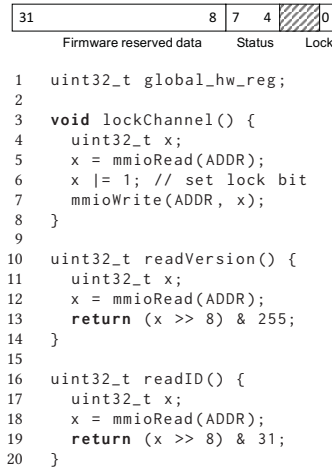 31 8 7 4 0
Firmware reserved data Status Lock
1 uint32_t global_hw_reg;
2
3 void lockChannel() {
4 uint32_t x;
5 x = mmioRead(ADDR);
6 x |= 1; // set lock bit
7 mmioWrite(ADDR, x);
8 }
9
10 uint32_t readVersion() {
11 uint32_t x;
12 x = mmioRead(ADDR);
13 return (x >> 8) & 255;
14 }
15
16 uint32_t readID() {
17 uint32_t x;
18 x = mmioRead(ADDR);
19 return (x >> 8) & 31;
20 }